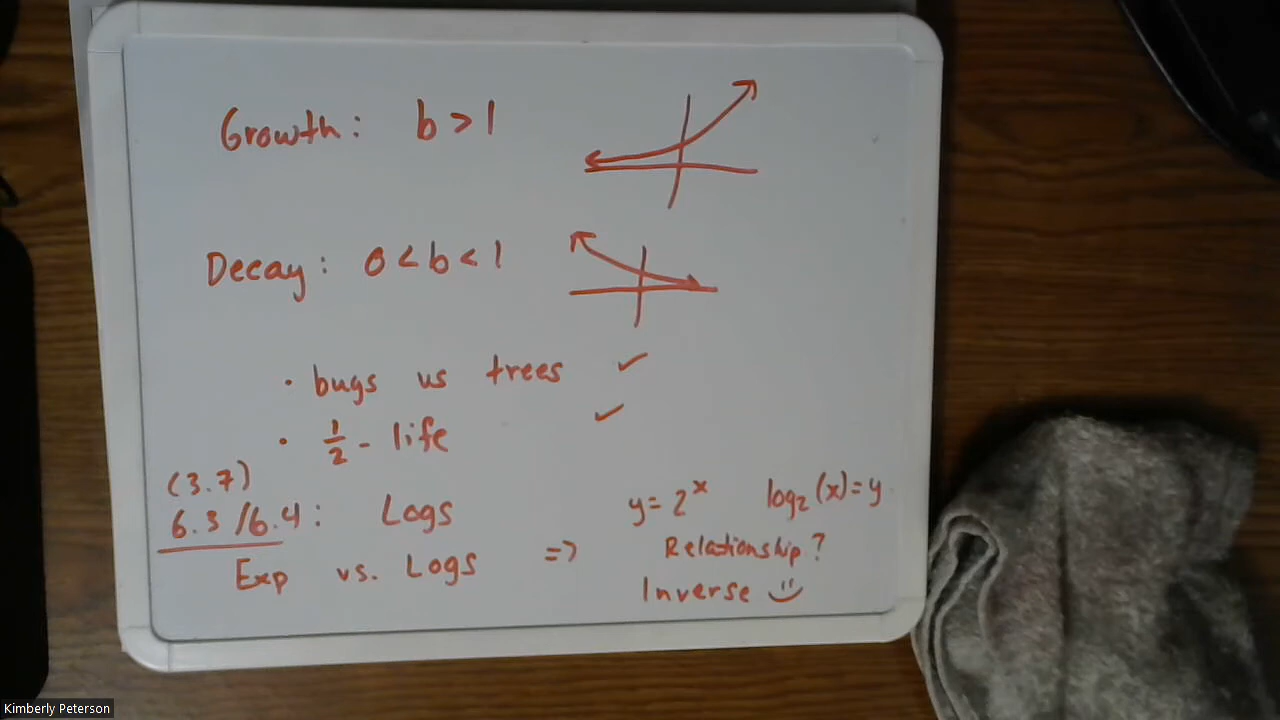 Growth: b > 1
Decay: 0 < b < 1
• bugs vs trees ✓
• 1/2 - life ✓
(3.7)
6.3/6.4: Logs y = 2^x log₂(x) = y
Exp vs. Logs => Relationship?
Inverse ☺
Kimberly Peterson